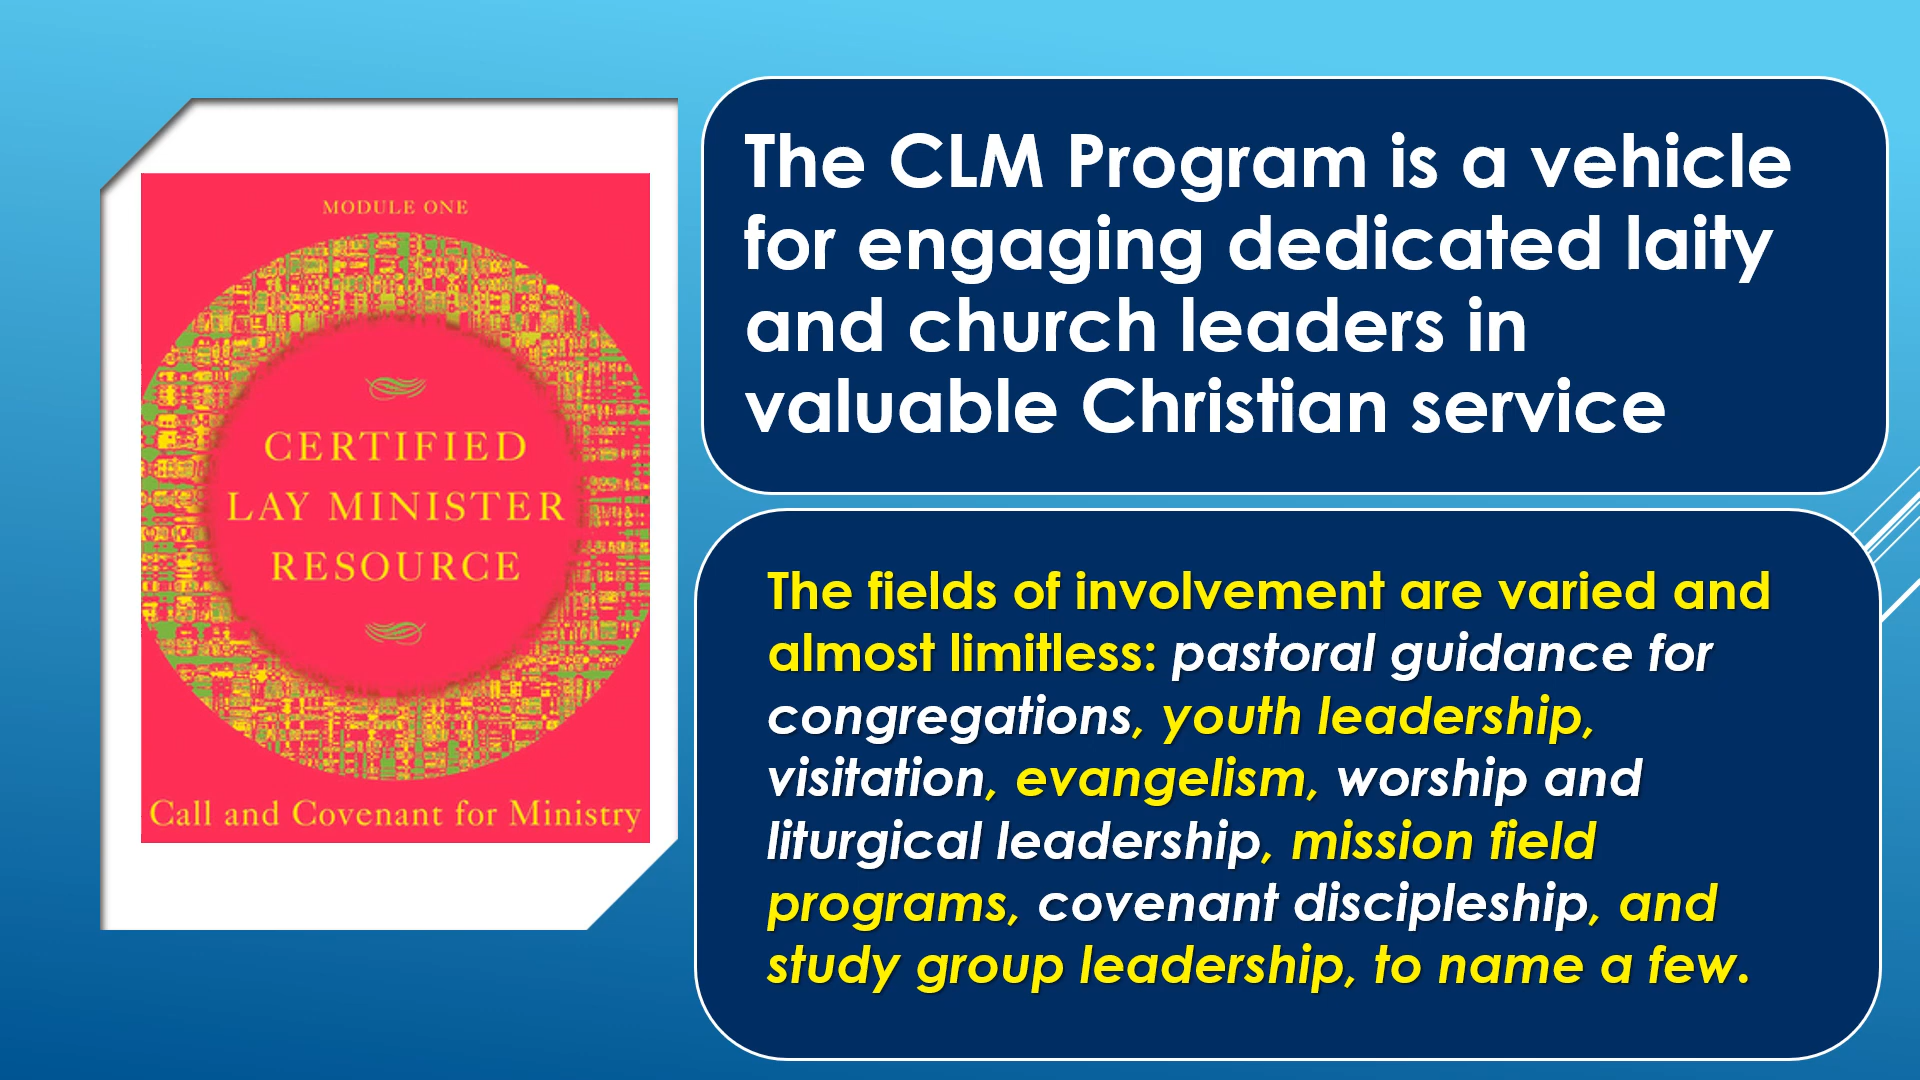 MODULE ONE
CERTIFIED
LAY MINISTER
RESOURCE
Call and Covenant for Ministry
The CLM Program is a vehicle
for engaging dedicated laity
and church leaders in
valuable Christian service
The fields of involvement are varied and
almost limitless: pastoral guidance for
congregations, youth leadership,
visitation, evangelism, worship and
liturgical leadership, mission field
programs, covenant discipleship, and
study group leadership, to name a few.